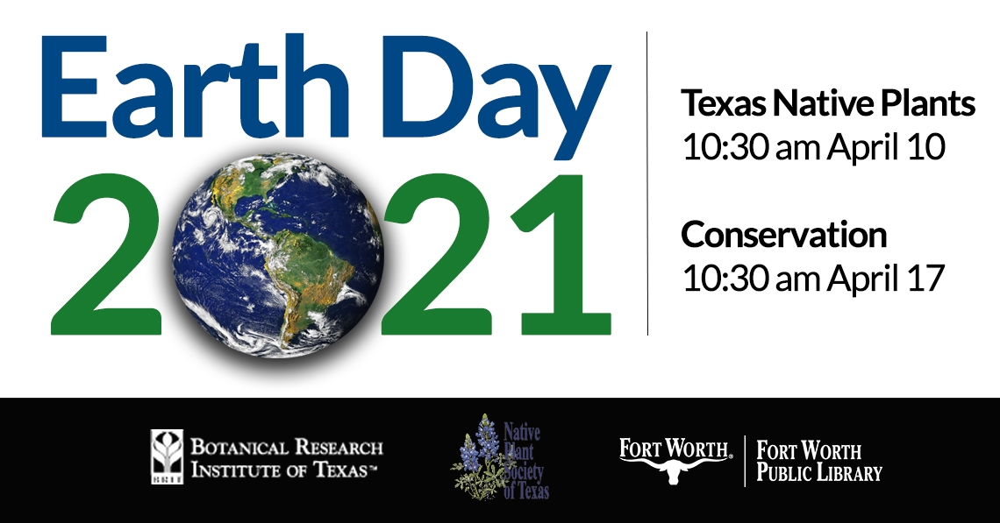 Earth Day
2021
Texas Native Plants
10:30 am April 10
Conservation
10:30 am April 17
BRIT
BOTANICAL RESEARCH
INSTITUTE OF TEXAS™
Native
Plant
Society
of Texas
FORT WORTH®
FORT WORTH
PUBLIC LIBRARY